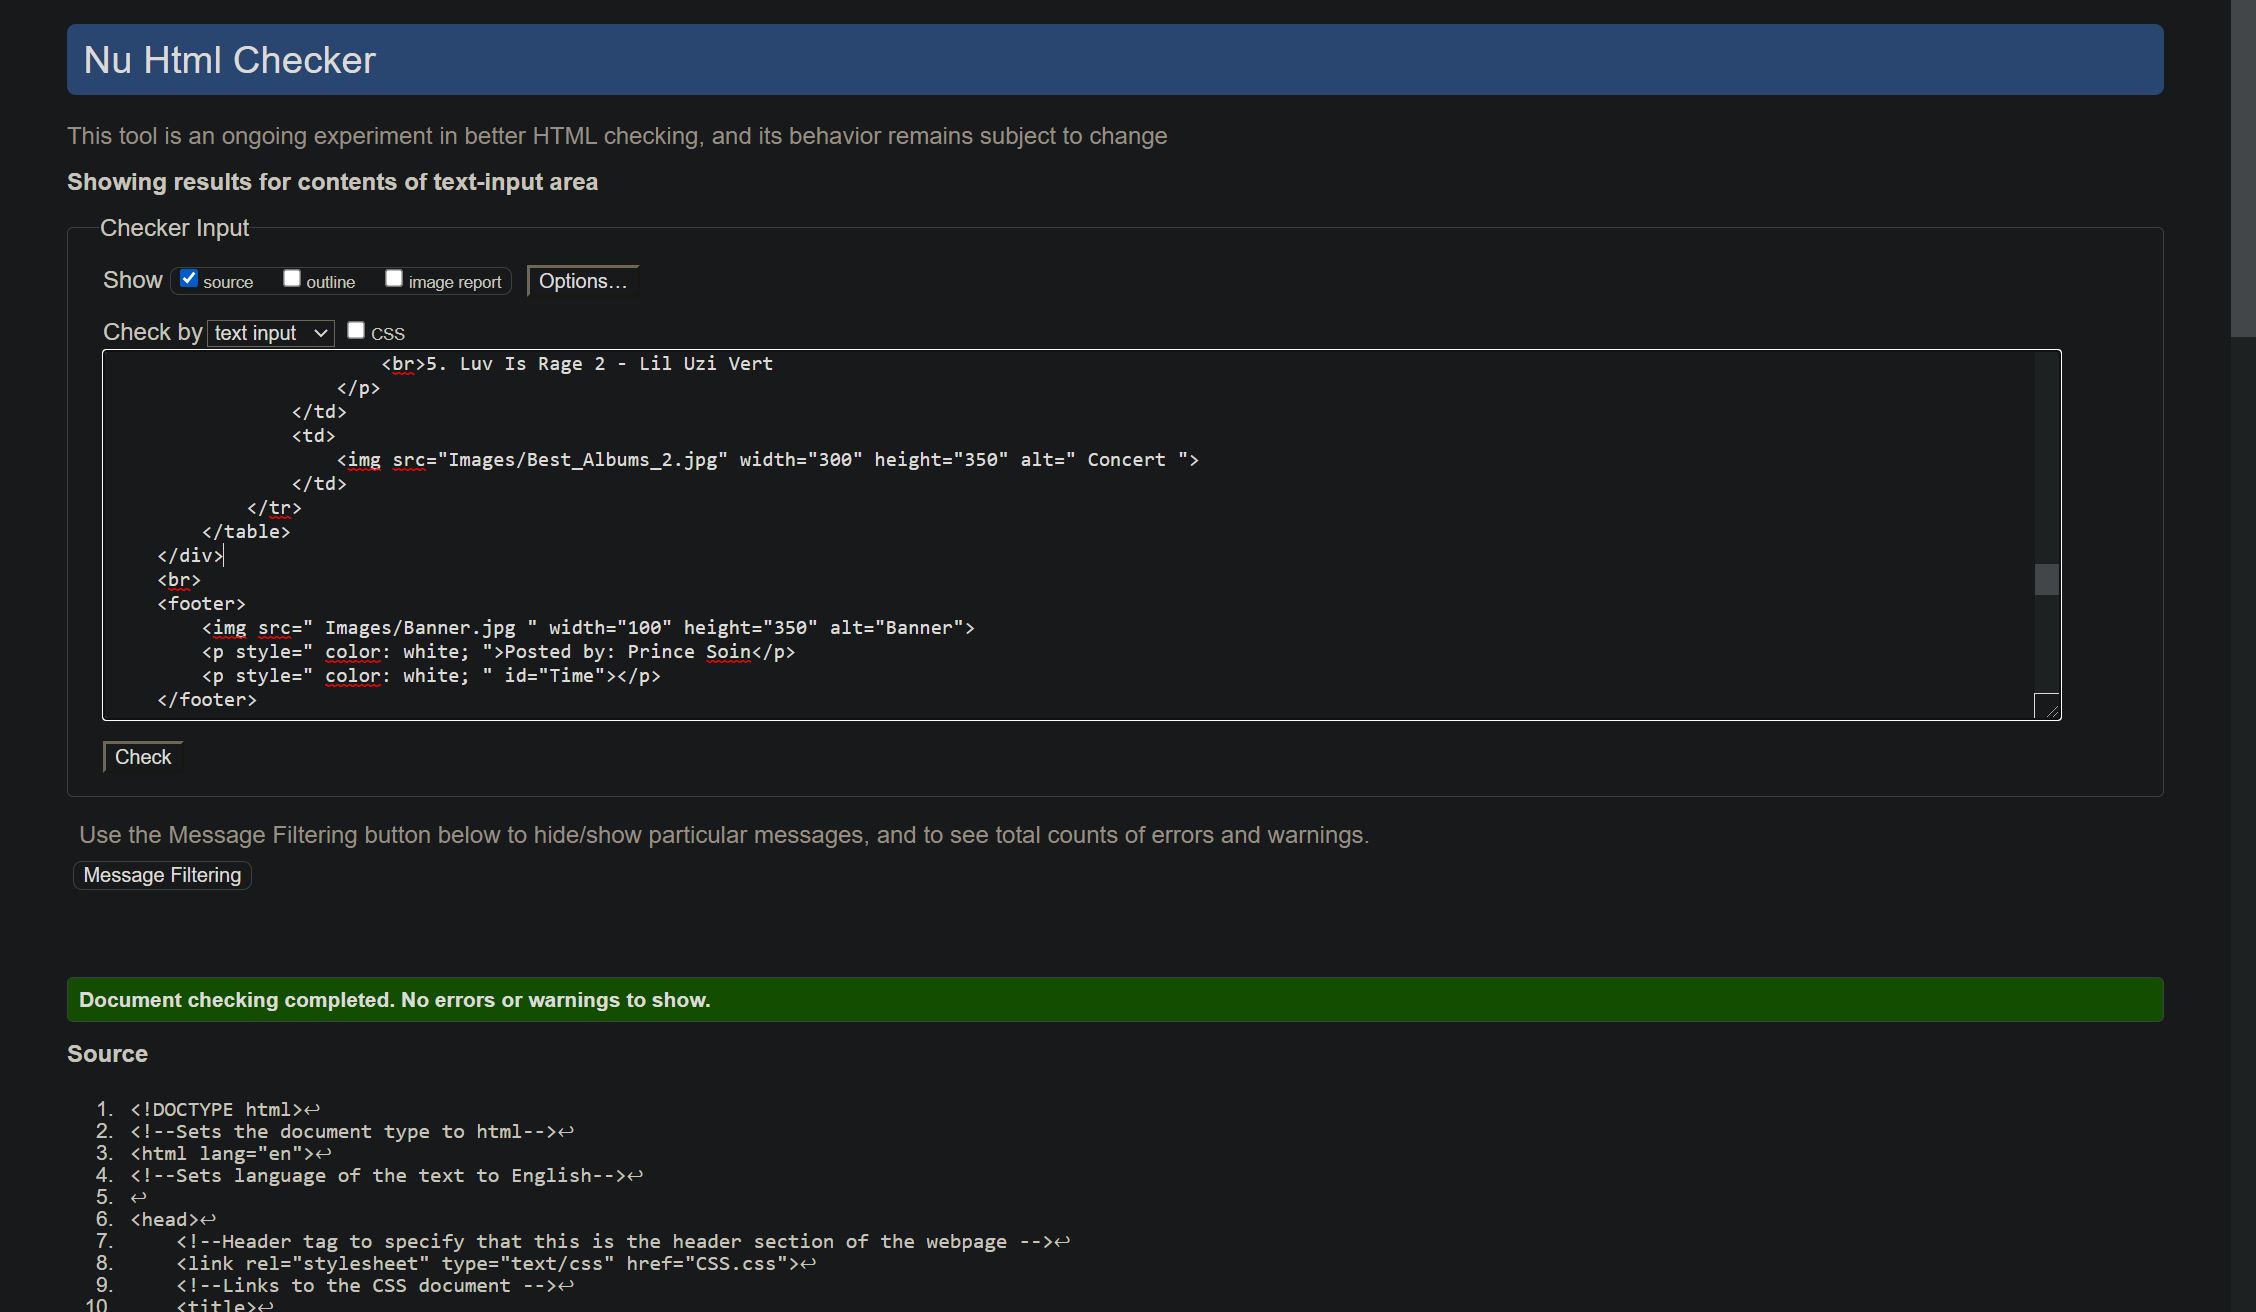 Nu Html Checker
This tool is an ongoing experiment in better HTML checking, and its behavior remains subject to change
Showing results for contents of text-input area
Checker Input
Show source outline image report Options...
Check by text input CSS
<br>5. Luv Is Rage 2 - Lil Uzi Vert
</p>
</td>
<td>
<img src="Images/Best_Albums_2.jpg" width="300" height="350" alt=" Concert ">
</td>
</tr>
</table>
</div>
<br>
<footer>
<img src=" Images/Banner.jpg " width="100" height="350" alt="Banner">
<p style=" color: white; ">Posted by: Prince Soin</p>
<p style=" color: white; " id="Time"></p>
</footer>
Check
Use the Message Filtering button below to hide/show particular messages, and to see total counts of errors and warnings.
Message Filtering
Document checking completed. No errors or warnings to show.
Source
1. <!DOCTYPE html>↩
2. <!--Sets the document type to html-->↩
3. <html lang="en">↩
4. <!--Sets language of the text to English-->↩
5. ↩
6. <head>↩
7. <!--Header tag to specify that this is the header section of the webpage -->↩
8. <link rel="stylesheet" type="text/css" href="CSS.css">↩
9. <!--Links to the CSS document -->↩
10. <title>↩